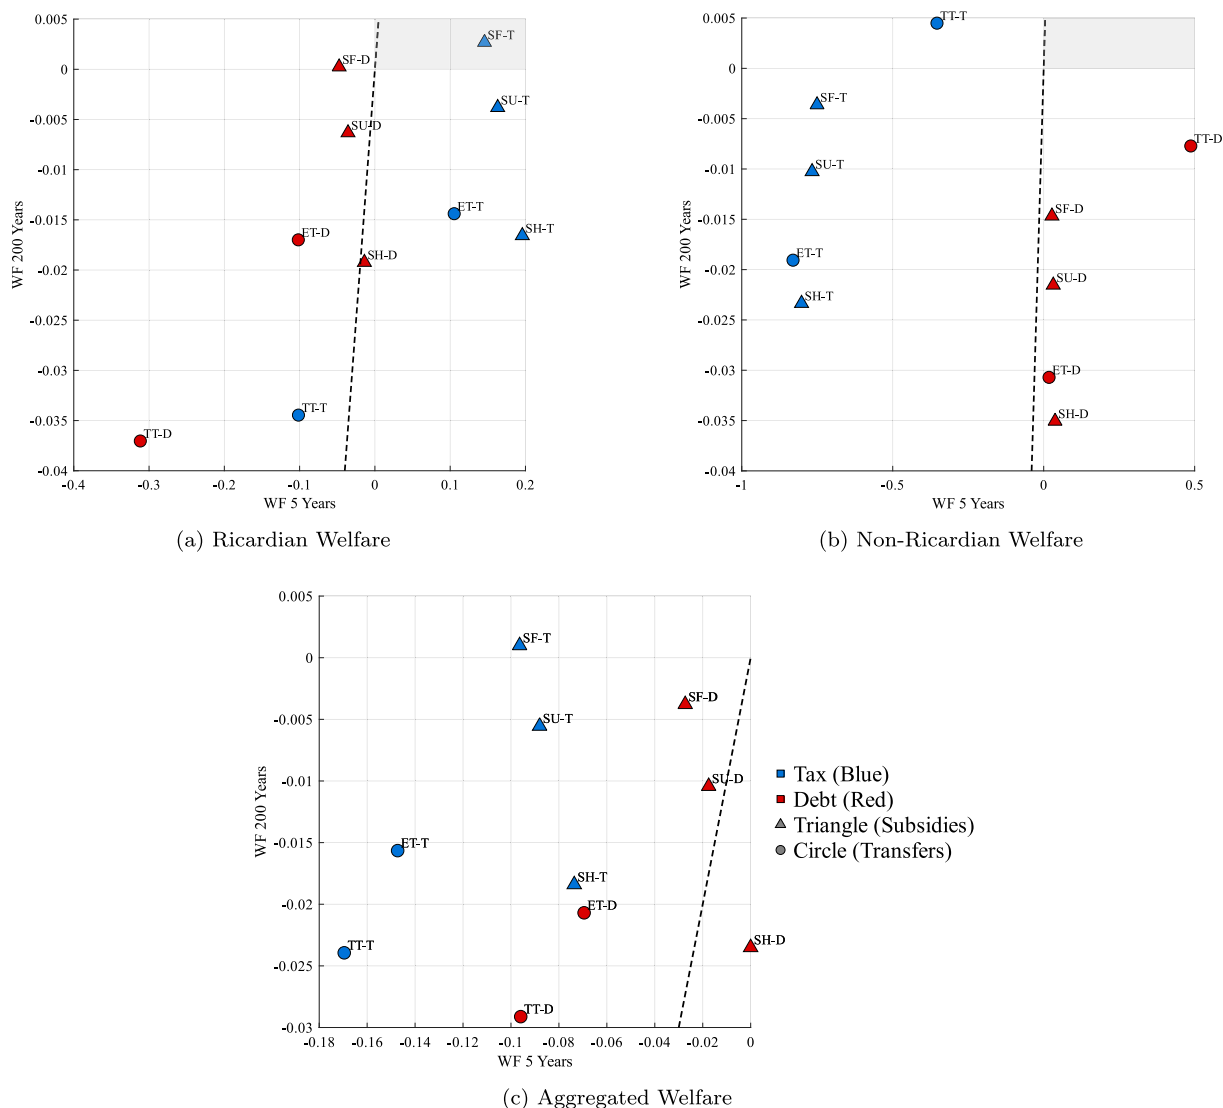 0.005
0
-0.005
-0.01
-0.015
-0.02
-0.025
-0.03
-0.035
-0.04
WF 200 Years
SF-T
SF-D
SU-T
SU-D
ET-T
SH-T
ET-D
SH-D
TT-T
TT-D
-0.4 -0.3 -0.2 -0.1 0 0.1 0.2
WF 5 Years
(a) Ricardian Welfare
0.005
0
-0.005
-0.01
-0.015
-0.02
-0.025
-0.03
-0.035
-0.04
WF 200 Years
TT-T
SF-T
TT-D
SU-T
SF-D
ET-T
SU-D
SH-T
ET-D
SH-D
-1 -0.5 0 0.5
WF 5 Years
(b) Non-Ricardian Welfare
0.005
0
-0.005
-0.01
-0.015
-0.02
-0.025
-0.03
WF 200 Years
SF-T
SF-D
SU-T
SU-D
ET-T
SH-T
ET-D
SH-D
TT-T
TT-D
-0.18 -0.16 -0.14 -0.12 -0.1 -0.08 -0.06 -0.04 -0.02 0
WF 5 Years
Tax (Blue)
Debt (Red)
Triangle (Subsidies)
Circle (Transfers)
(c) Aggregated Welfare